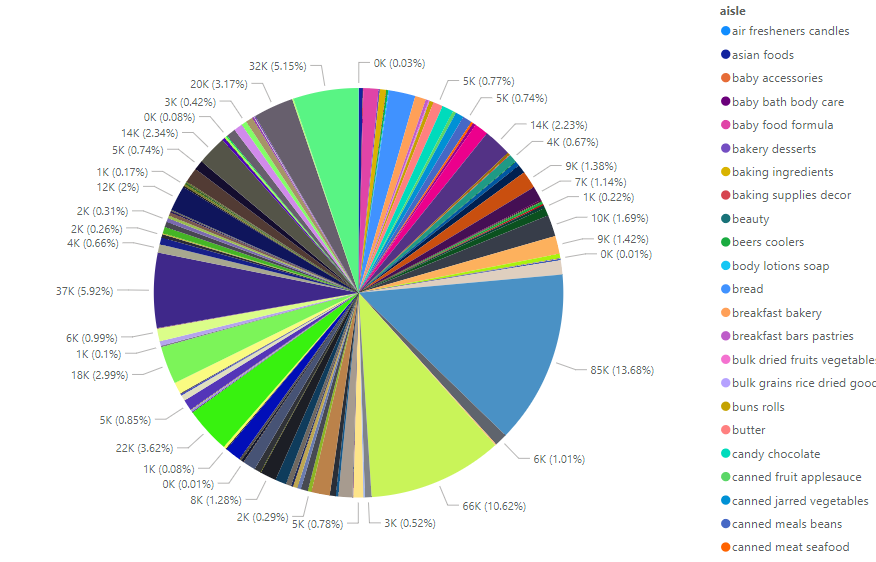 32K (5.15%)
20K (3.17%)
3K (0.42%)
0K (0.08%)
14K (2.34%)
5K (0.74%)
1K (0.17%)
12K (2%)
2K (0.31%)
2K (0.26%)
4K (0.66%)
37K (5.92%)
6K (0.99%)
1K (0.1%)
18K (2.99%)
5K (0.85%)
22K (3.62%)
1K (0.08%)
0K (0.01%)
8K (1.28%)
2K (0.29%)
5K (0.78%)
0K (0.03%)
5K (0.77%)
5K (0.74%)
14K (2.23%)
4K (0.67%)
9K (1.38%)
7K (1.14%)
1K (0.22%)
10K (1.69%)
9K (1.42%)
0K (0.01%)
85K (13.68%)
6K (1.01%)
66K (10.62%)
3K (0.52%)
aisle
air fresheners candles
asian foods
baby accessories
baby bath body care
baby food formula
bakery desserts
baking ingredients
baking supplies decor
beauty
beers coolers
body lotions soap
bread
breakfast bakery
breakfast bars pastries
bulk dried fruits vegetables
bulk grains rice dried goo
buns rolls
butter
candy chocolate
canned fruit applesauce
canned jarred vegetables
canned meals beans
canned meat seafood